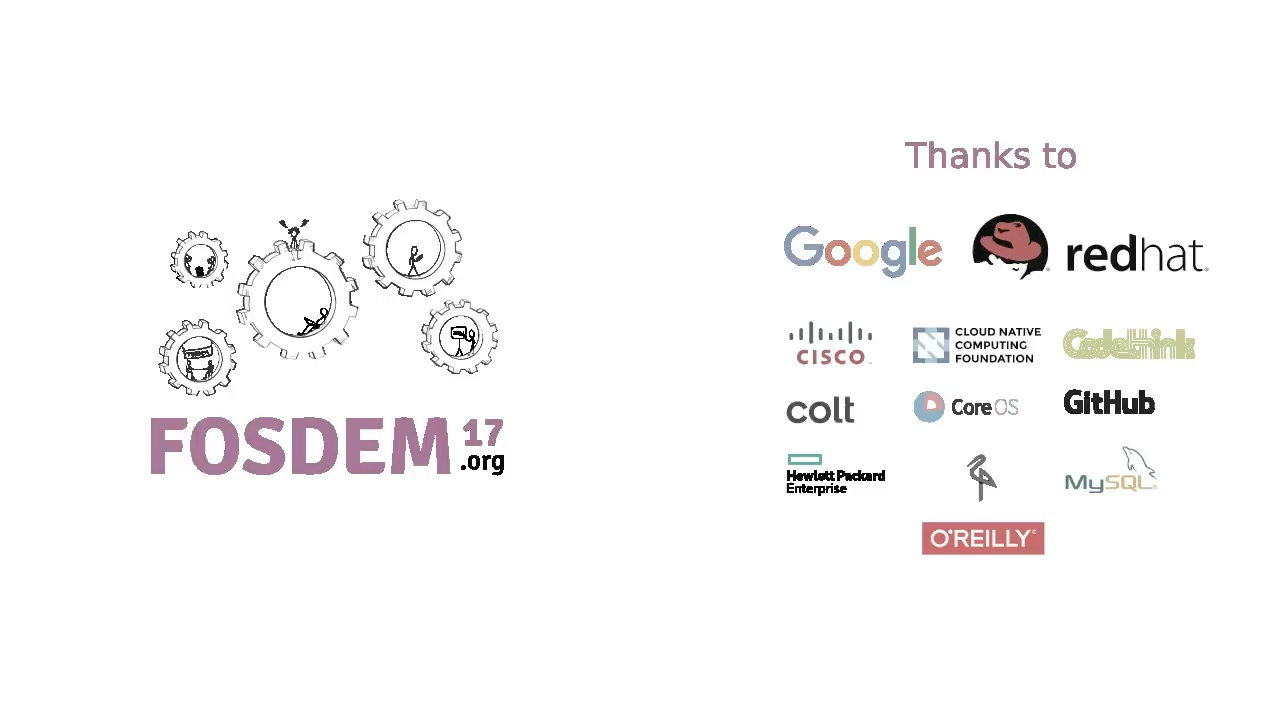 FOSDEM 17
.org
Thanks to
Google
redhat.
CISCO
CLOUD NATIVE
COMPUTING
FOUNDATION
Codethink
colt
CoreOS
GitHub
Hewlett Packard
Enterprise
MySQL®
O'REILLY®